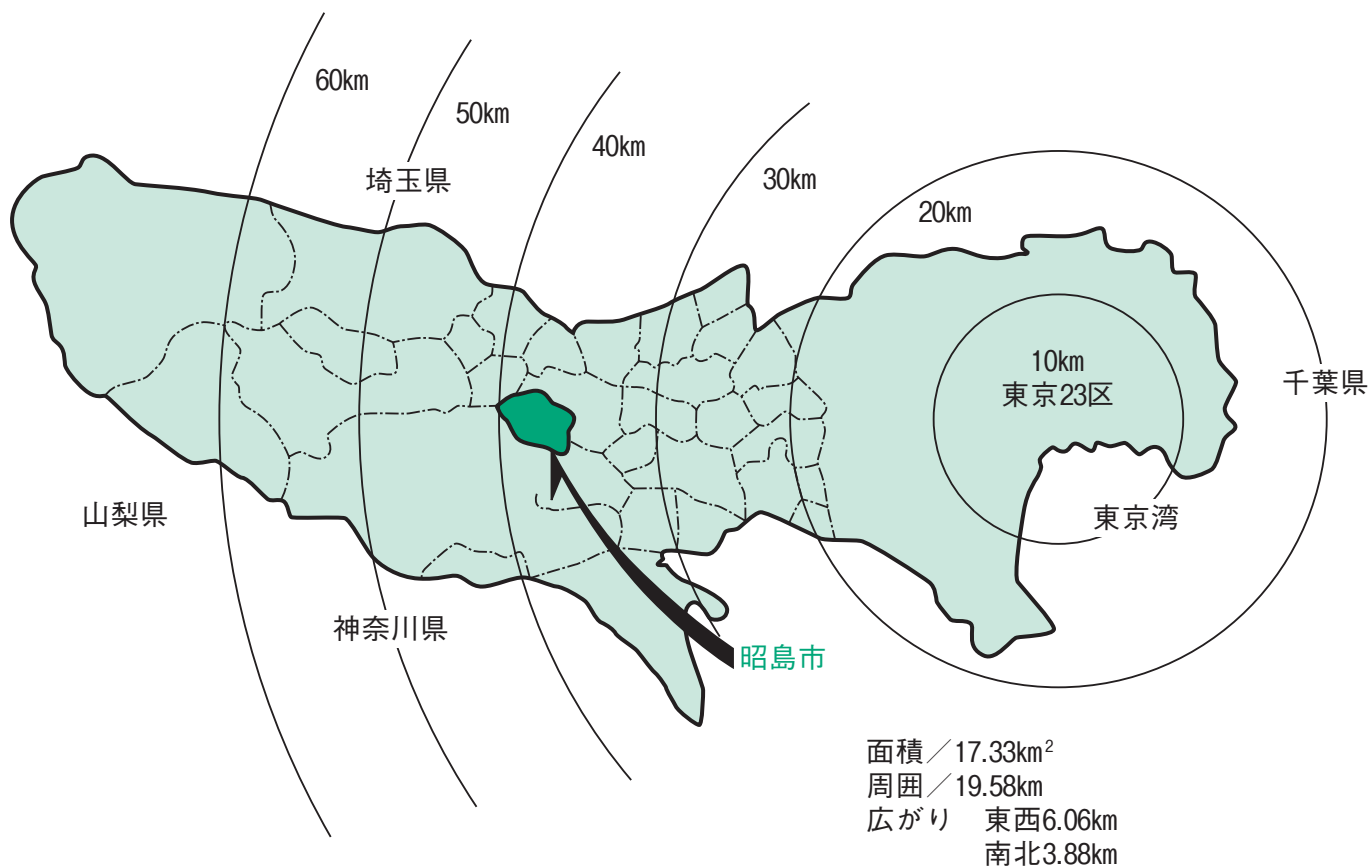 60km
50km
40km
30km
20km
埼玉県
10km
東京23区
千葉県
山梨県
東京湾
神奈川県
昭島市
面積／17.33km²
周囲／19.58km
広がり　東西6.06km
南北3.88km